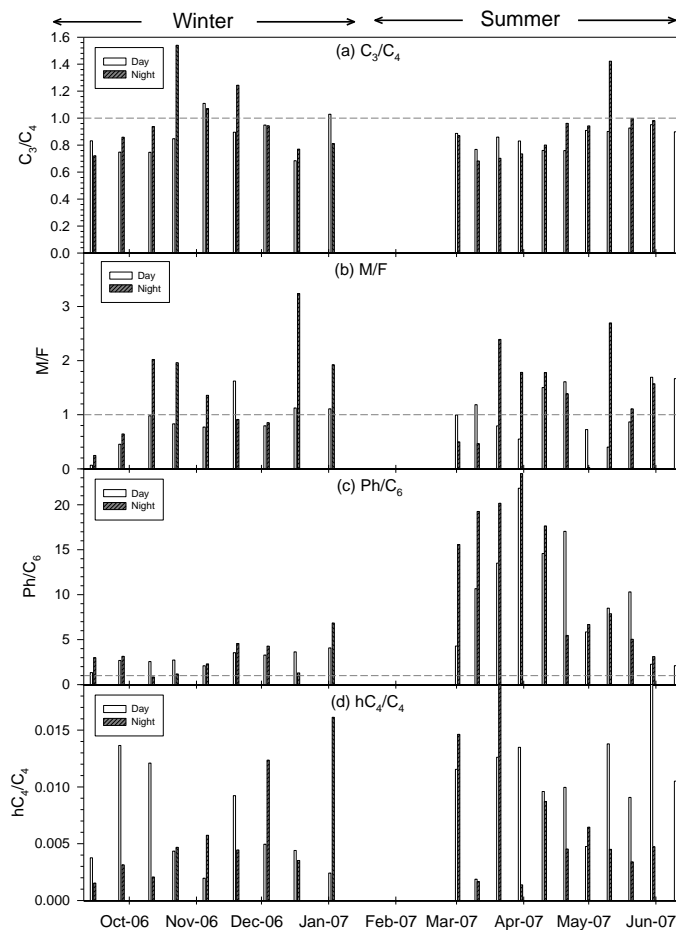 Winter Summer
(a) C3/C4
Day
Night
C3/C4
1.6
1.4
1.2
1.0
0.8
0.6
0.4
0.2
0.0
(b) M/F
Day
Night
M/F
3
2
1
0
(c) Ph/C6
Day
Night
Ph/C6
20
15
10
5
0
(d) hC4/C4
Day
Night
hC4/C4
0.015
0.010
0.005
0.000
Oct-06 Nov-06 Dec-06 Jan-07 Feb-07 Mar-07 Apr-07 May-07 Jun-07